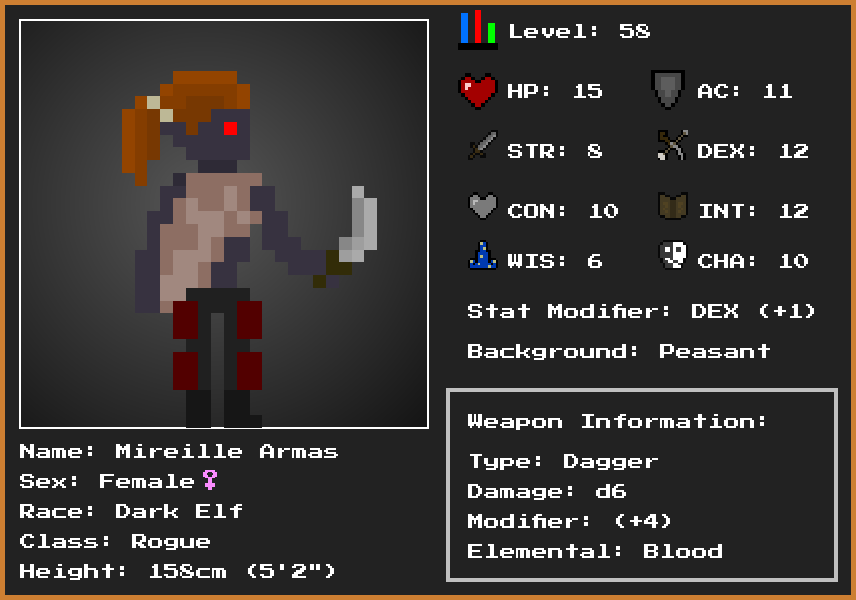 Level: 58
HP: 15
AC: 11
STR: 8
DEX: 12
CON: 10
INT: 12
WIS: 6
CHA: 10
Stat Modifier: DEX (+1)
Background: Peasant
Weapon Information:
Type: Dagger
Damage: d6
Modifier: (+4)
Elemental: Blood
Name: Mireille Armas
Sex: Female♀
Race: Dark Elf
Class: Rogue
Height: 158cm (5'2")